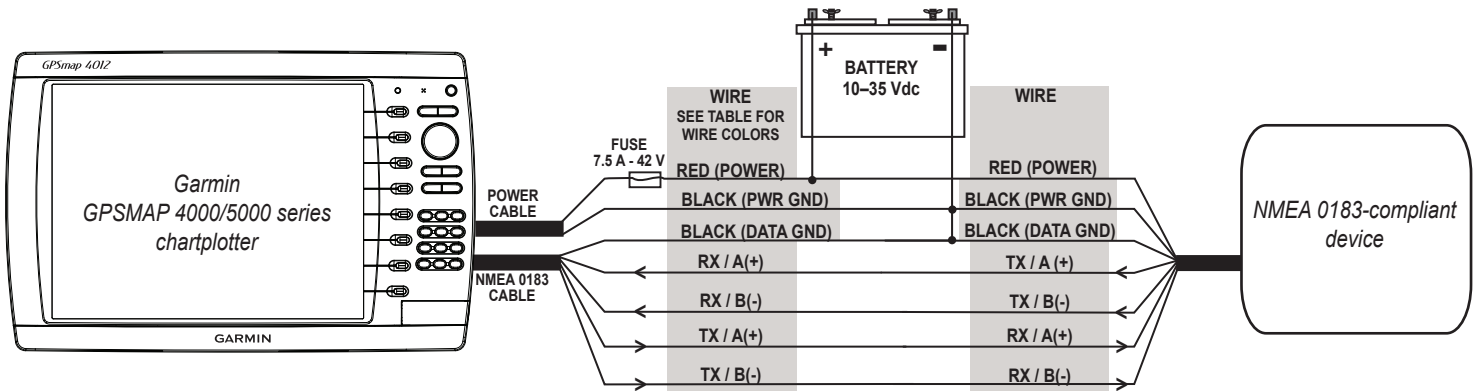 GPSmap 4012
Garmin
GPSMAP 4000/5000 series
chartplotter
GARMIN
POWER
CABLE
NMEA 0183
CABLE
FUSE
7.5 A - 42 V
WIRE
SEE TABLE FOR
WIRE COLORS
RED (POWER)
BLACK (PWR GND)
BLACK (DATA GND)
RX / A(+)
RX / B(-)
TX / A(+)
TX / B(-)
+ -
BATTERY
10–35 Vdc
WIRE
RED (POWER)
BLACK (PWR GND)
BLACK (DATA GND)
TX / A (+)
TX / B(-)
RX / A(+)
RX / B(-)
NMEA 0183-compliant
device